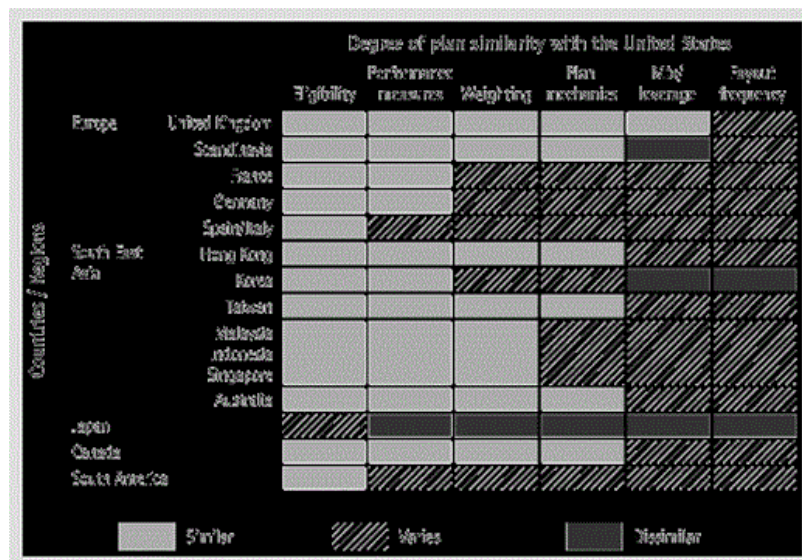 Degree of plan similarity with the United States
Eligibility Performance measures Weighting Plan mechanics Mix/ leverage Payout frequency
Countries / Regions
Europe United Kingdom
Scandinavia
France
Germany
Spain/Italy
South East Asia Hong Kong
Korea
Taiwan
Malaysia
Indonesia
Singapore
Australia
Japan
Canada
South America
Similar Varies Dissimilar